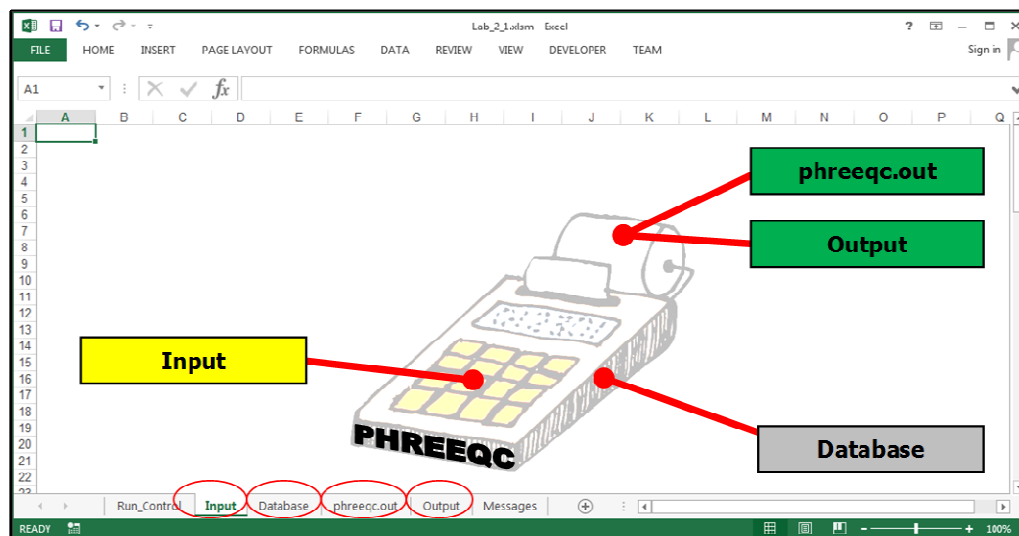 Lab_2_1.xlsm - Excel
?
FILE HOME INSERT PAGE LAYOUT FORMULAS DATA REVIEW VIEW DEVELOPER TEAM Sign in
A1 fx
A B C D E F G H I J K L M N O P Q
1
2
3
4
5
6
7
8
9
10
11
12
13
14
15
16
17
18
19
20
21
22
23
phreeqc.out
Output
Input
Database
PHREEQC
Run_Control Input Database phreeqc.out Output Messages
READY 100%